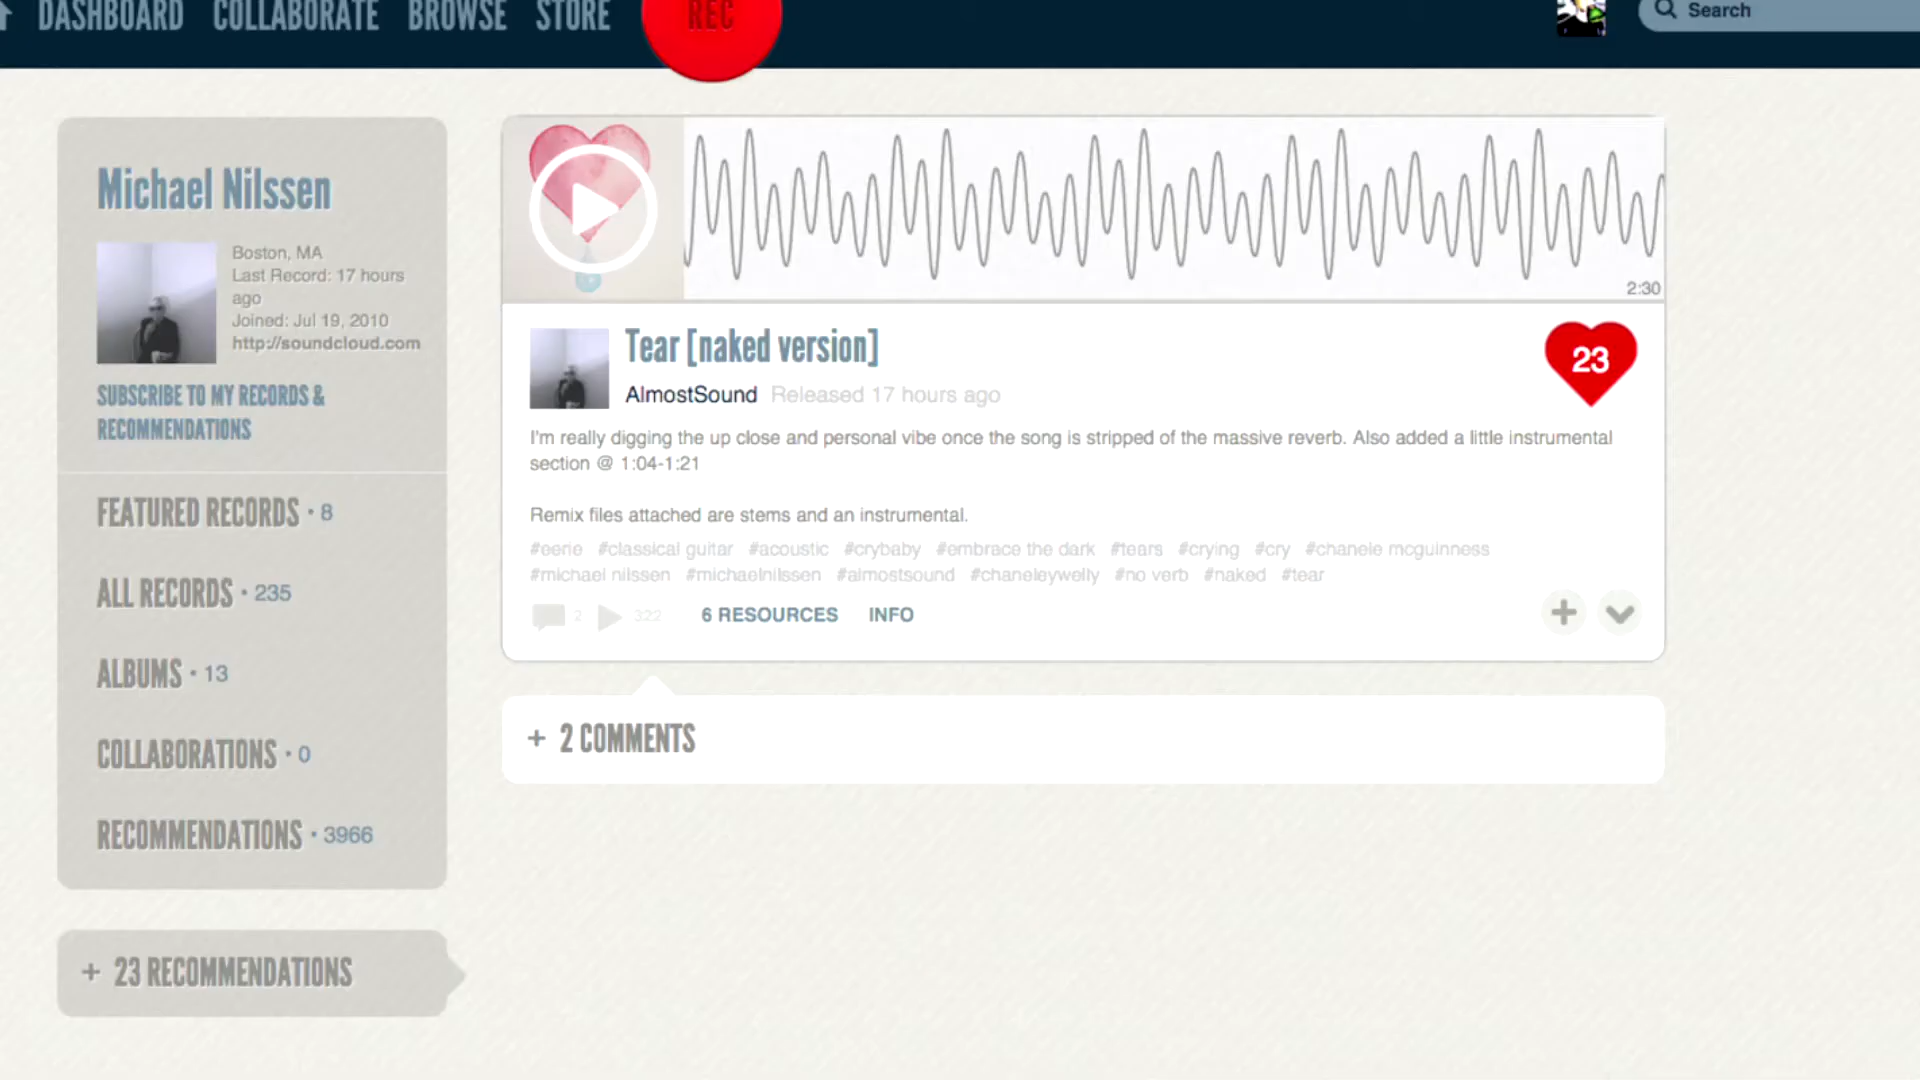 DASHBOARD COLLABORATE BROWSE STORE REC Search
Michael Nilssen
Boston, MA
Last Record: 17 hours
ago
Joined: Jul 19, 2010
http://soundcloud.com
SUBSCRIBE TO MY RECORDS &
RECOMMENDATIONS
FEATURED RECORDS • 8
ALL RECORDS • 235
ALBUMS • 13
COLLABORATIONS • 0
RECOMMENDATIONS • 3966
+ 23 RECOMMENDATIONS
2:30
Tear [naked version]
23
AlmostSound Released 17 hours ago
I'm really digging the up close and personal vibe once the song is stripped of the massive reverb. Also added a little instrumental
section @ 1:04-1:21
Remix files attached are stems and an instrumental.
#eerie #classical guitar #acoustic #crybaby #embrace the dark #tears #crying #cry #chanele mcguinness
#michael nilssen #michaelnilssen #almostsound #chaneleywelly #no verb #naked #tear
2 322 6 RESOURCES INFO
+ 2 COMMENTS